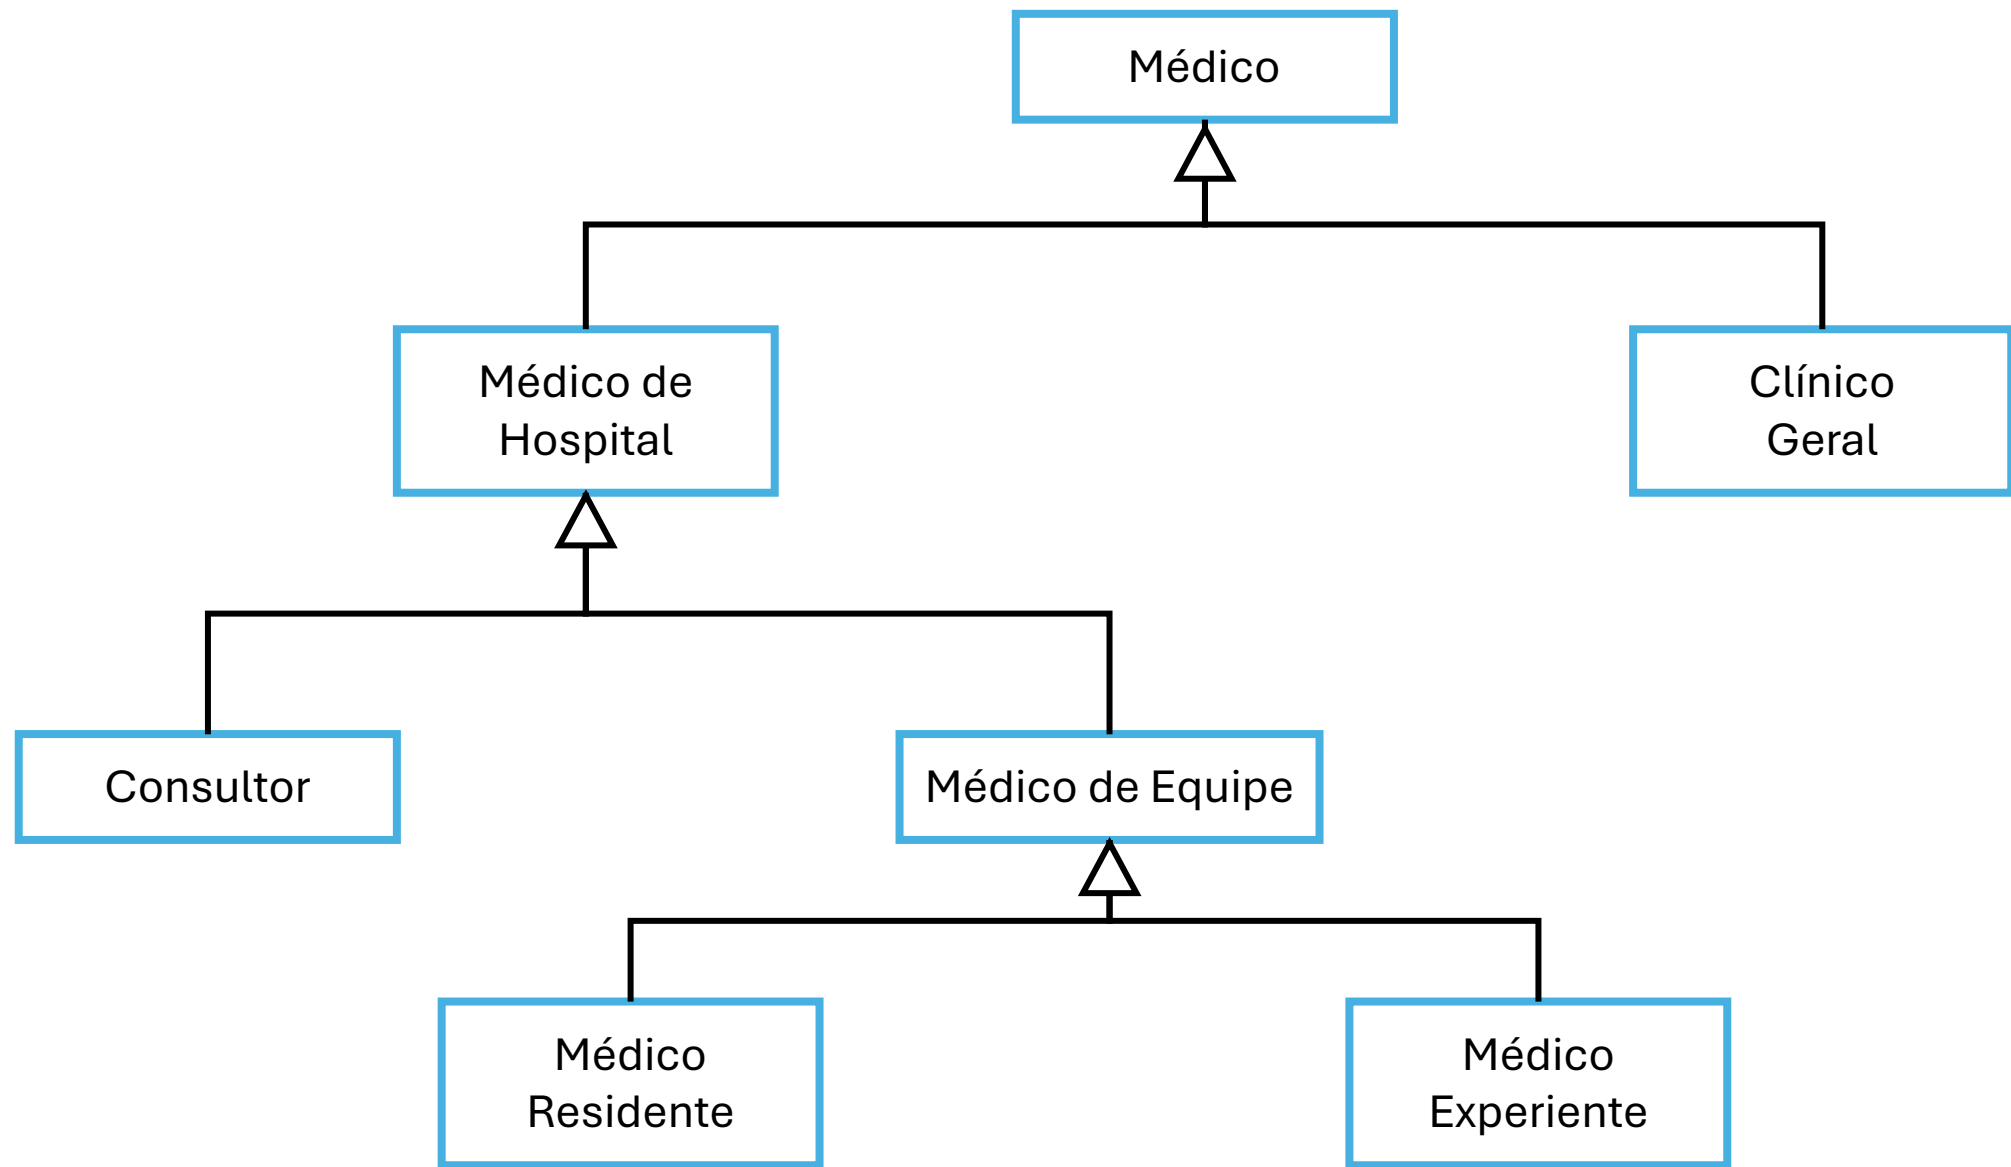 Médico
Médico de
Hospital
Clínico
Geral
Consultor
Médico de Equipe
Médico
Residente
Médico
Experiente